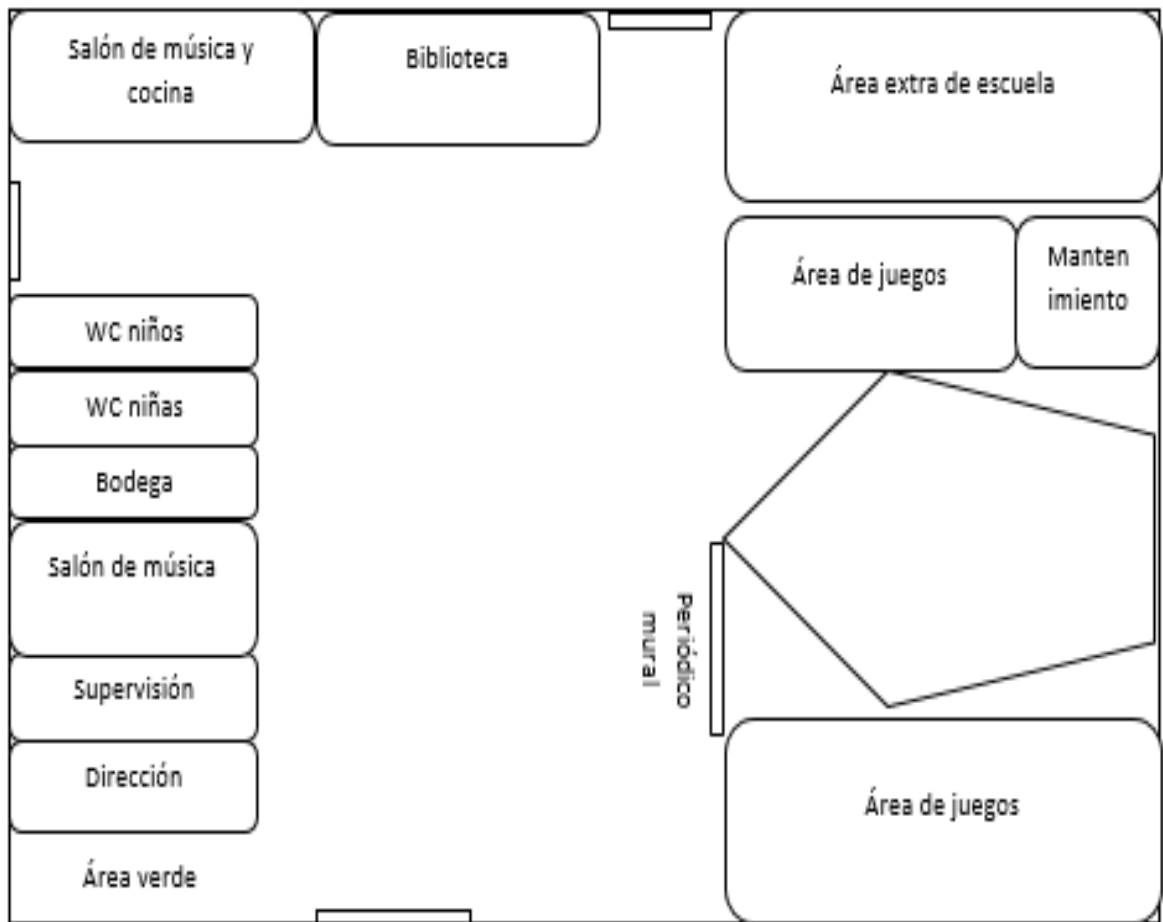 Salón de música y
cocina
Biblioteca
Área extra de escuela
Área de juegos
Manten
imiento
WC niños
WC niñas
Bodega
Salón de música
Supervisión
Dirección
Área verde
Periódico
mural
Área de juegos